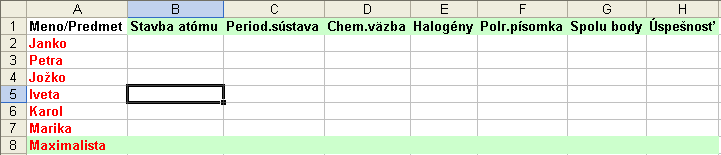 A B C D E F G H
1 Meno/Predmet Stavba atómu Period.sústava Chem.väzba Halogény Polr.písomka Spolu body Úspešnosť
2 Janko
3 Petra
4 Jožko
5 Iveta
6 Karol
7 Marika
8 Maximalista